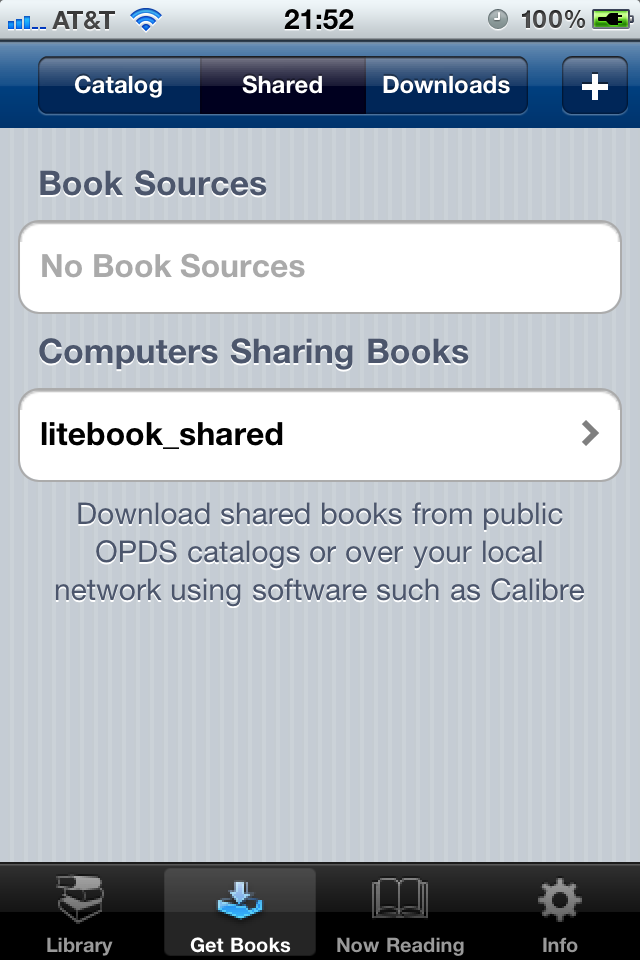 AT&T 21:52 100%
Catalog Shared Downloads +
Book Sources
No Book Sources
Computers Sharing Books
litebook_shared
Download shared books from public
OPDS catalogs or over your local
network using software such as Calibre
Library Get Books Now Reading Info